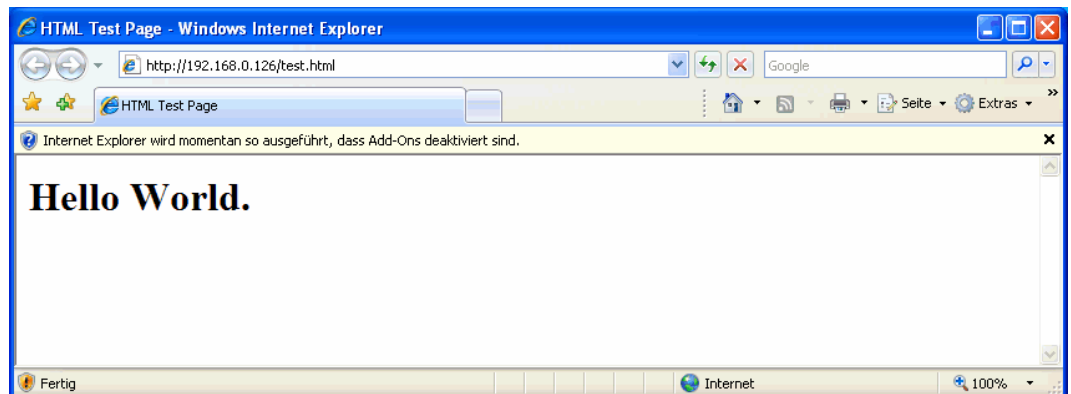 HTML Test Page - Windows Internet Explorer
http://192.168.0.126/test.html Google
HTML Test Page Seite Extras »
Internet Explorer wird momentan so ausgeführt, dass Add-Ons deaktiviert sind.
Hello World.
Fertig Internet 100%